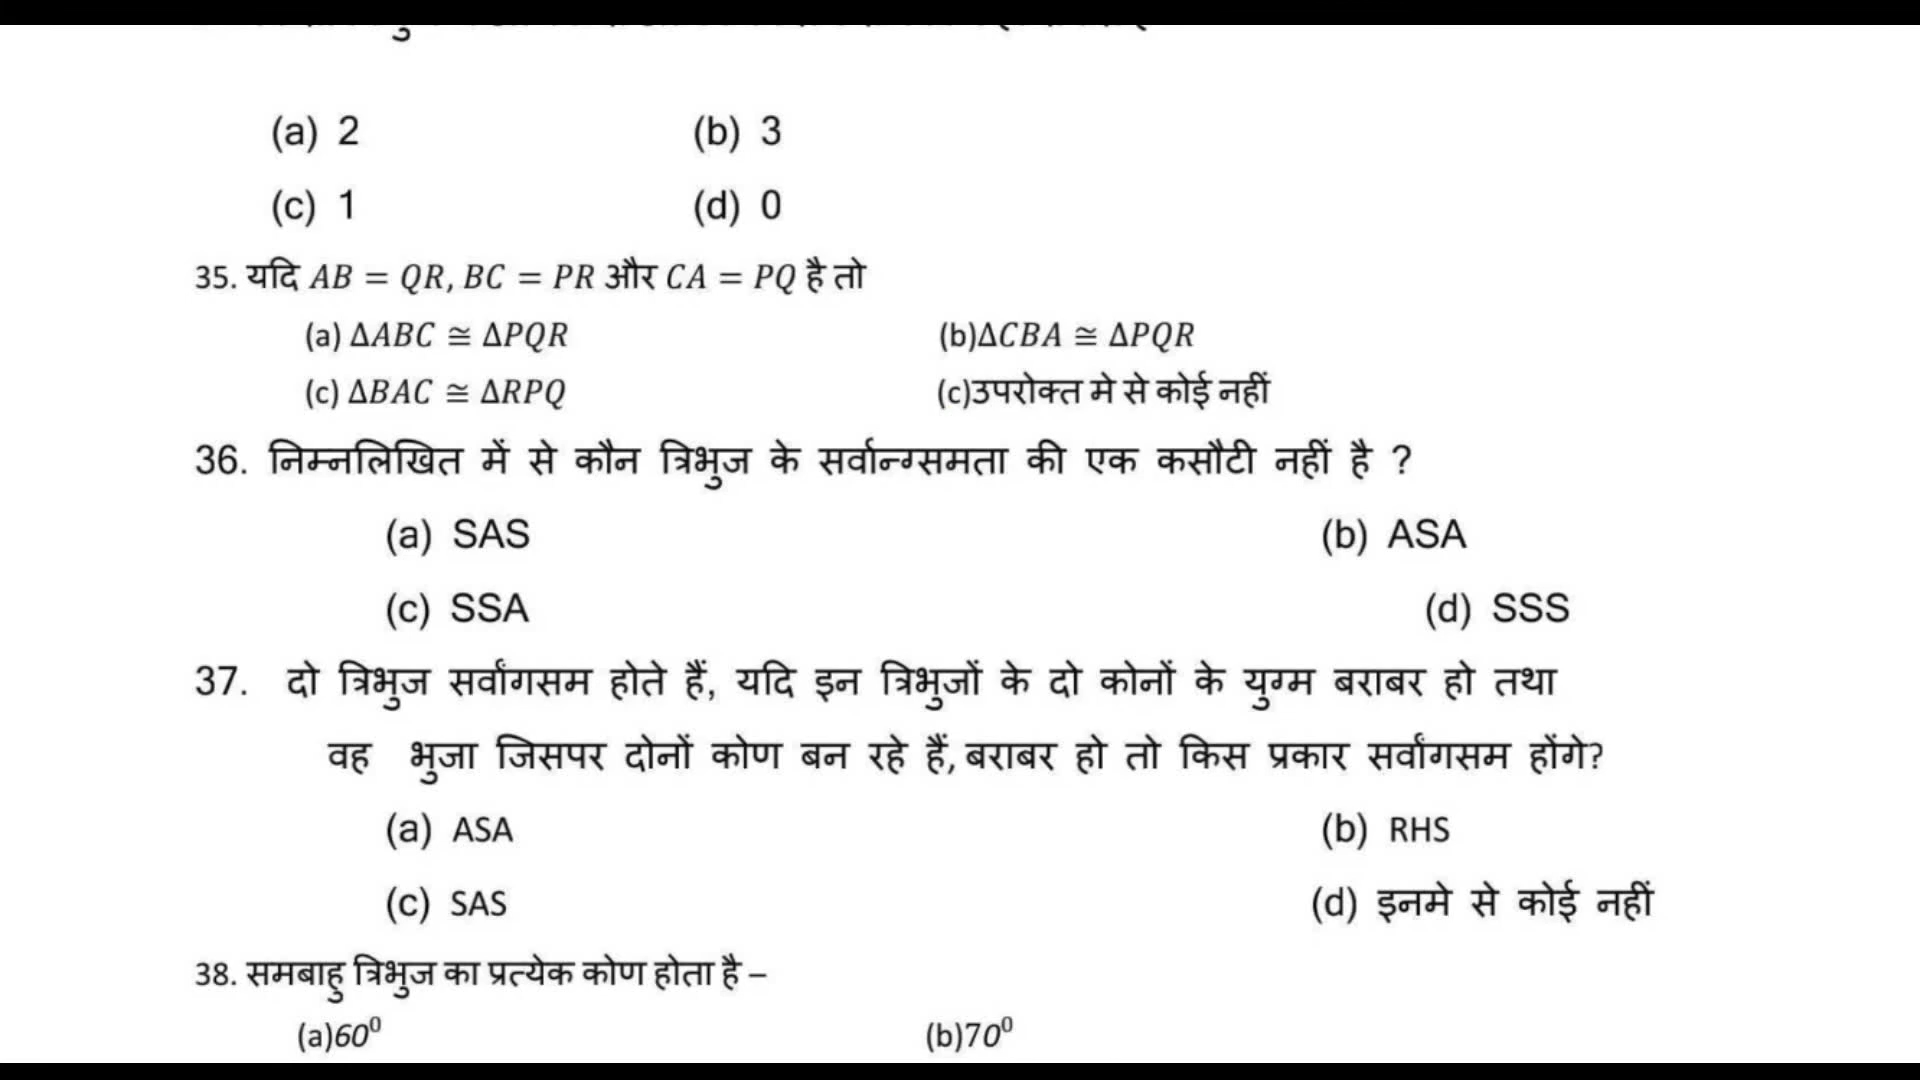 (a) 2 (b) 3
(c) 1 (d) 0
35. यदि AB = QR, BC = PR और CA = PQ है तो
(a) ΔABC ≅ ΔPQR (b)ΔCBA ≅ ΔPQR
(c) ΔBAC ≅ ΔRPQ (c)उपरोक्त मे से कोई नहीं
36. निम्नलिखित में से कौन त्रिभुज के सर्वान्ग्समता की एक कसौटी नहीं है ?
(a) SAS (b) ASA
(c) SSA (d) SSS
37. दो त्रिभुज सर्वांगसम होते हैं, यदि इन त्रिभुजों के दो कोनों के युग्म बराबर हो तथा
वह भुजा जिसपर दोनों कोण बन रहे हैं, बराबर हो तो किस प्रकार सर्वांगसम होंगे?
(a) ASA (b) RHS
(c) SAS (d) इनमे से कोई नहीं
38. समबाहु त्रिभुज का प्रत्येक कोण होता है –
(a)60⁰ (b)70⁰